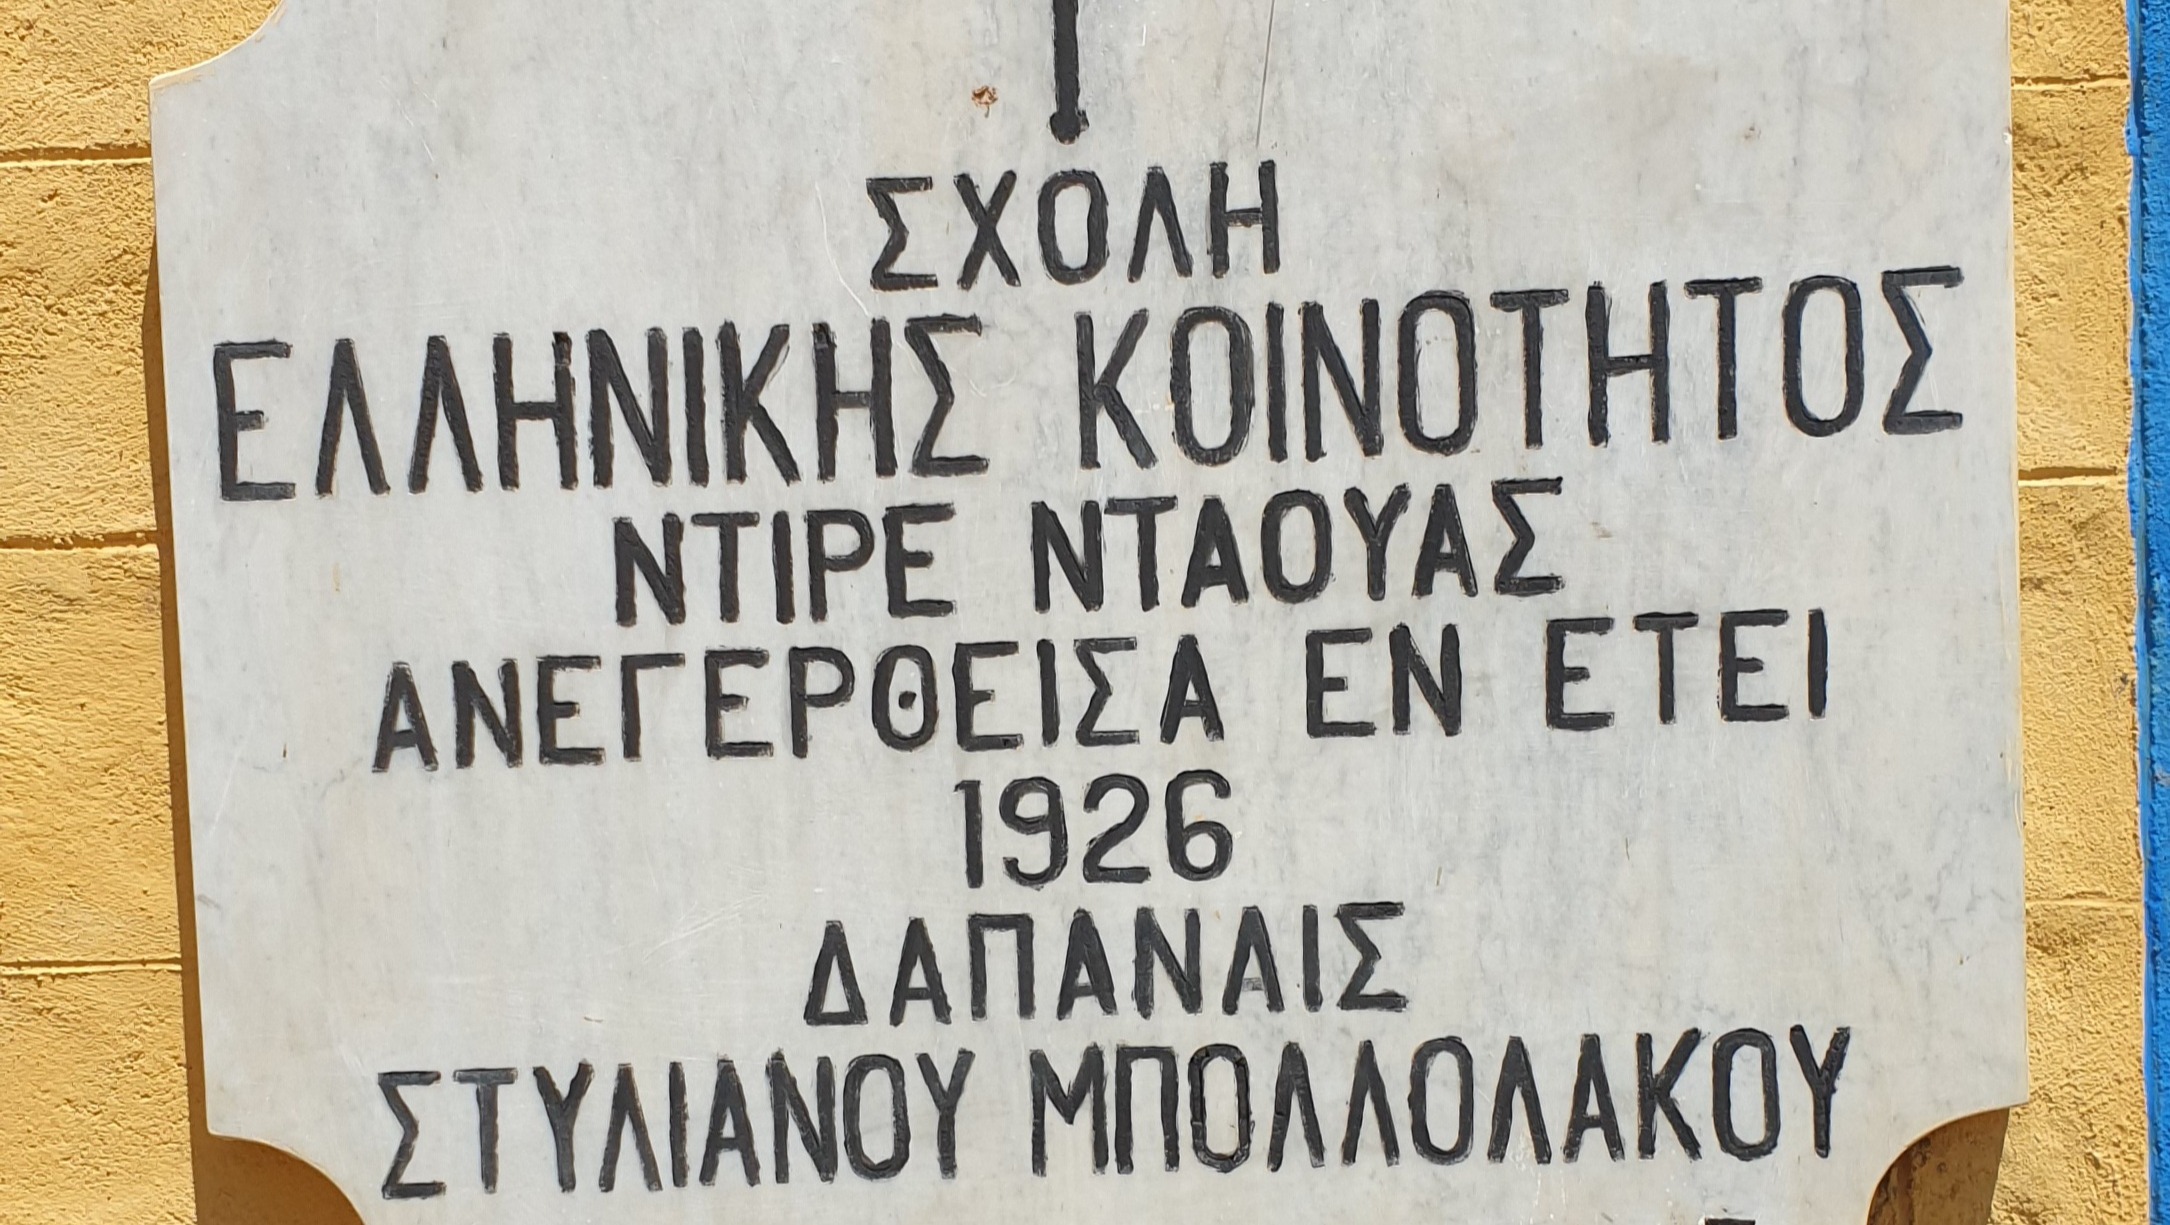 ΣΧΟΛΗ
ΕΛΛΗΝΙΚΗΣ ΚΟΙΝΟΤΗΤΟΣ
ΝΤΙΡΕ ΝΤΑΟΥΑΣ
ΑΝΕΓΕΡΘΕΙΣΑ ΕΝ ΕΤΕΙ
1926
ΔΑΠΑΝΑΙΣ
ΣΤΥΛΙΑΝΟΥ ΜΠΟΛΛΟΛΑΚΟΥ